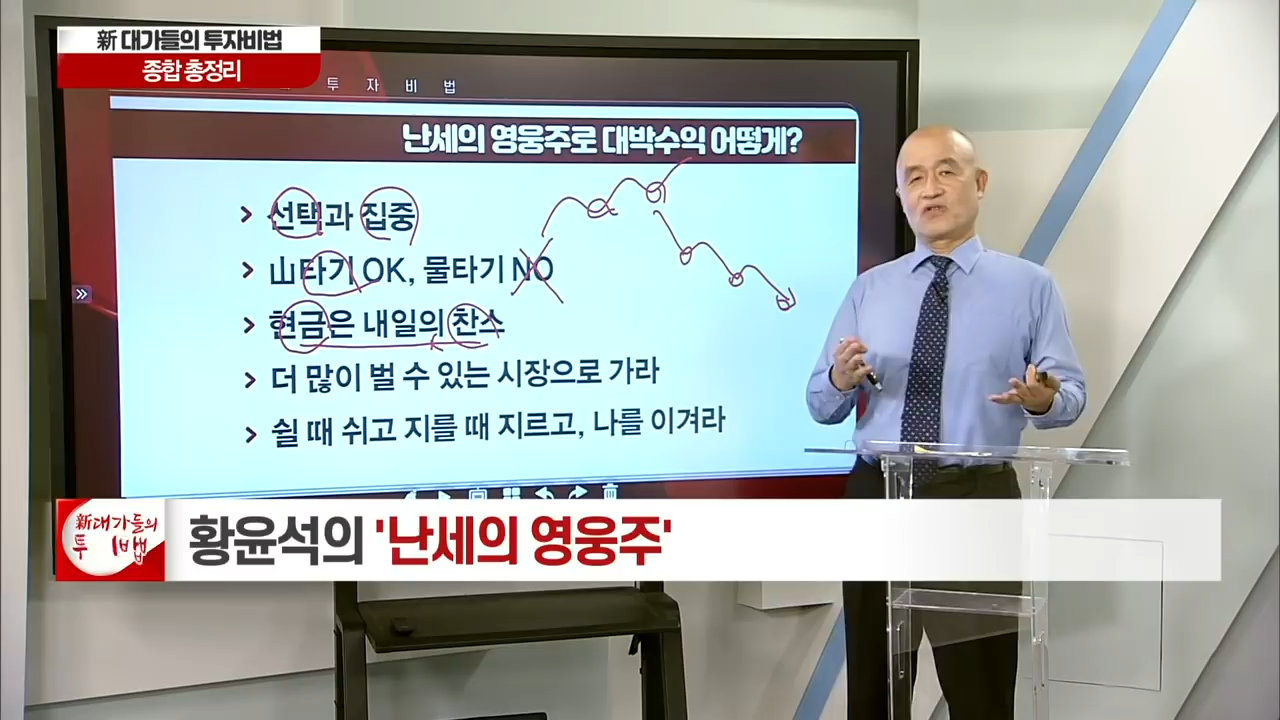 新 대가들의 투자비법
종합 총정리
투 자 비 법
난세의 영웅주로 대박수익 어떻게?
선택과 집중
山타기 OK, 물타기 NO
현금은 내일의 찬스
더 많이 벌 수 있는 시장으로 가라
쉴 때 쉬고 지를 때 지르고, 나를 이겨라
新대가들의
황윤석의 '난세의 영웅주'